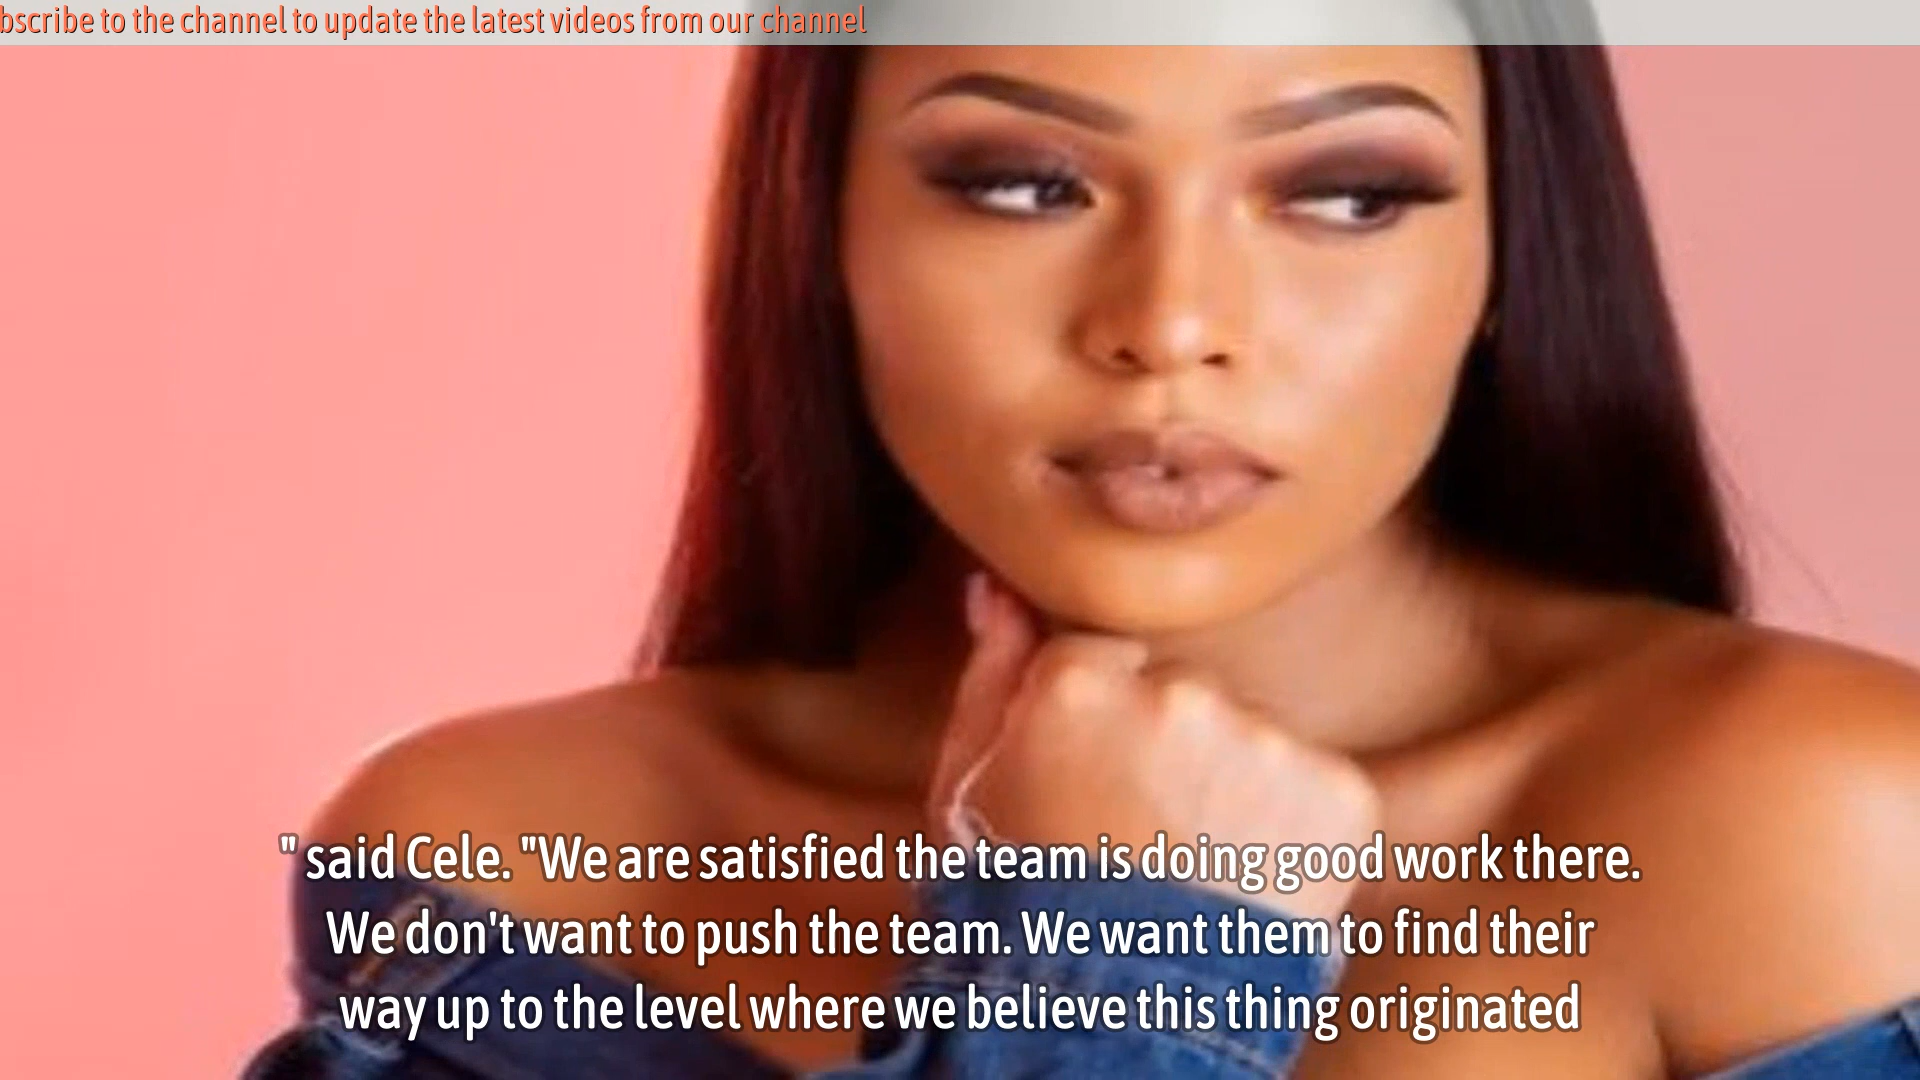 bscribe to the channel to update the latest videos from our channel
" said Cele. "We are satisfied the team is doing good work there.
We don't want to push the team. We want them to find their
way up to the level where we believe this thing originated